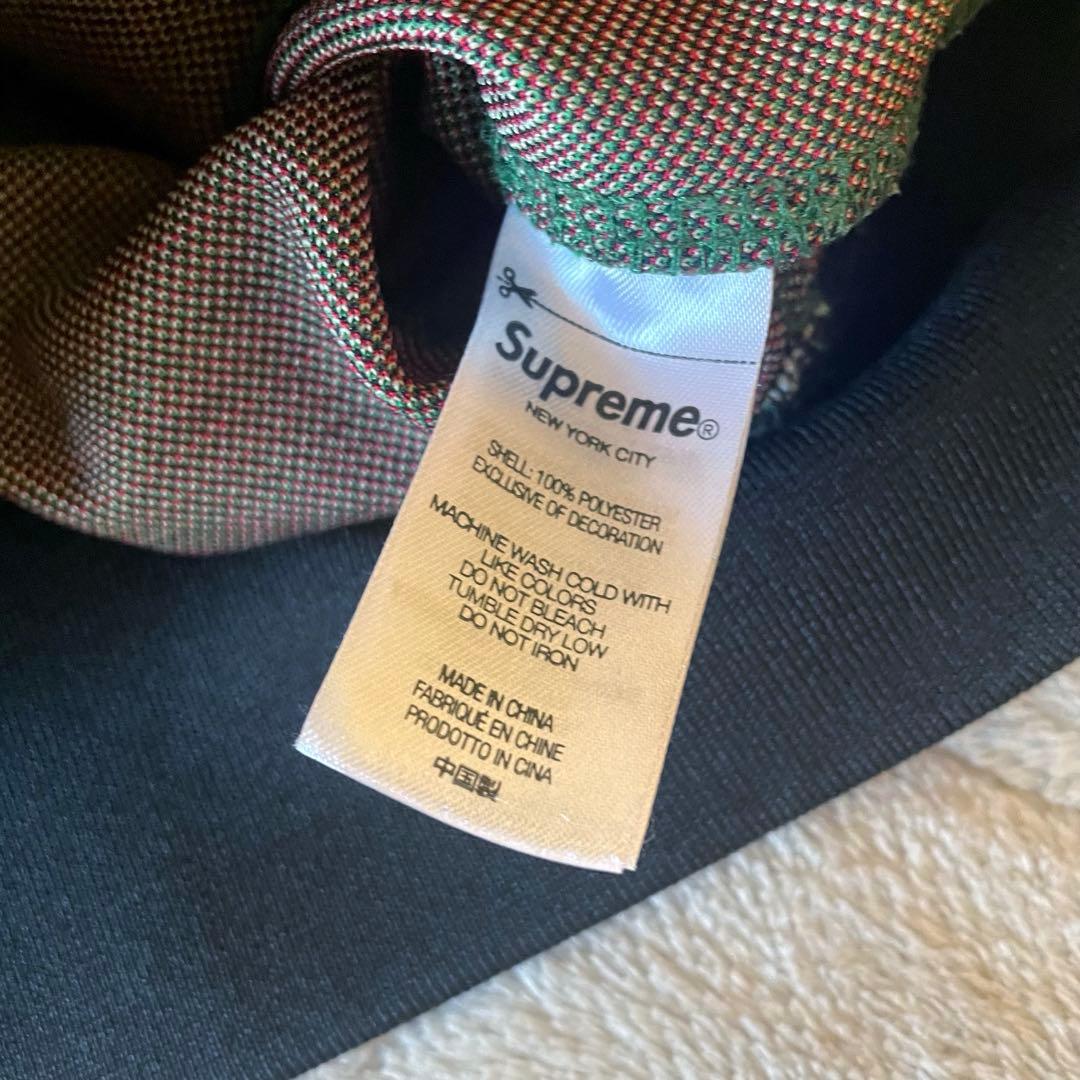 Supreme®
NEW YORK CITY
SHELL: 100% POLYESTER
EXCLUSIVE OF DECORATION
MACHINE WASH COLD WITH
LIKE COLORS
DO NOT BLEACH
TUMBLE DRY LOW
DO NOT IRON
MADE IN CHINA
FABRIQUÉ EN CHINE
PRODOTTO IN CINA
中国製